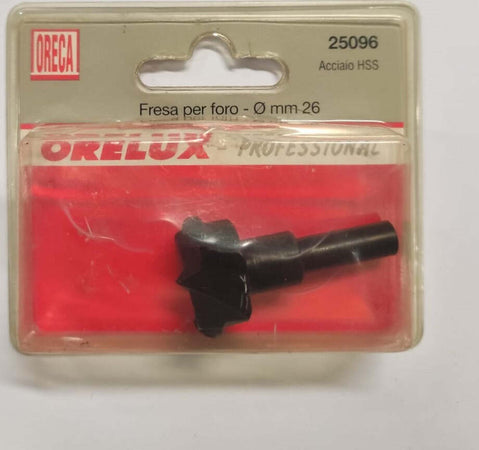 ORECA
25096
Acciaio HSS
Fresa per foro - Ø mm 26
ORELUX - PROFESSIONAL